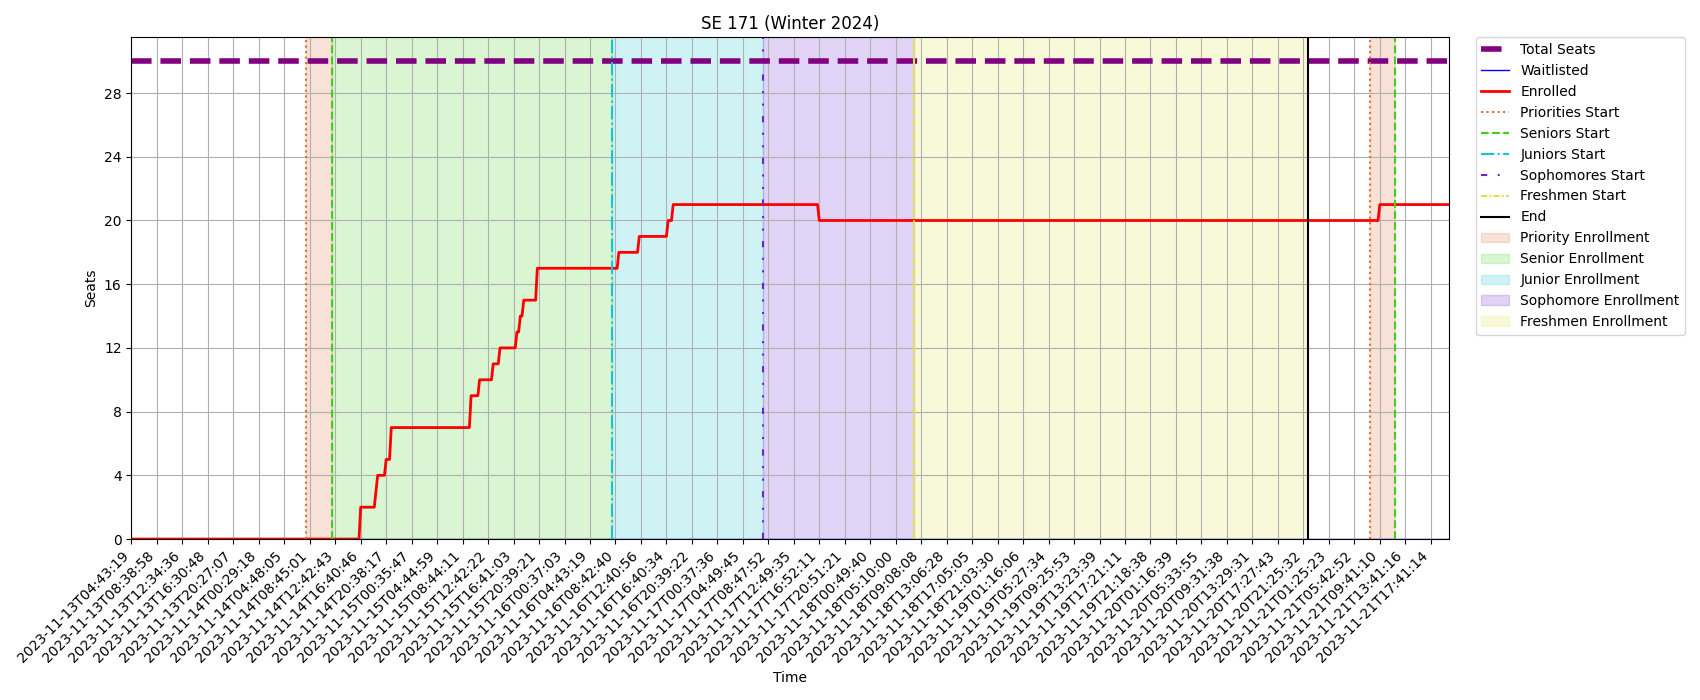 SE 171 (Winter 2024)
Seats
28
24
20
16
12
8
4
0
2023-11-13T04:43:19
2023-11-13T08:38:58
2023-11-13T12:34:36
2023-11-13T16:30:48
2023-11-13T20:27:07
2023-11-14T00:29:18
2023-11-14T04:48:05
2023-11-14T08:45:01
2023-11-14T12:42:43
2023-11-14T16:40:46
2023-11-14T20:38:17
2023-11-15T00:35:47
2023-11-15T04:44:59
2023-11-15T08:44:11
2023-11-15T12:42:22
2023-11-15T16:41:03
2023-11-15T20:39:21
2023-11-16T00:37:03
2023-11-16T04:43:19
2023-11-16T08:42:40
2023-11-16T12:40:56
2023-11-16T16:40:34
2023-11-16T20:39:22
2023-11-17T00:37:36
2023-11-17T04:49:45
2023-11-17T08:47:52
2023-11-17T12:49:35
2023-11-17T16:52:11
2023-11-17T20:51:21
2023-11-18T00:49:40
2023-11-18T05:10:00
2023-11-18T09:08:08
2023-11-18T13:06:28
2023-11-18T17:05:05
2023-11-18T21:03:30
2023-11-19T01:16:06
2023-11-19T05:27:34
2023-11-19T09:25:53
2023-11-19T13:23:39
2023-11-19T17:21:11
2023-11-19T21:18:38
2023-11-20T01:16:39
2023-11-20T05:33:55
2023-11-20T09:31:38
2023-11-20T13:29:31
2023-11-20T17:27:43
2023-11-20T21:25:32
2023-11-21T01:25:23
2023-11-21T05:42:52
2023-11-21T09:41:10
2023-11-21T13:41:16
2023-11-21T17:41:14
Time
Total Seats
Waitlisted
Enrolled
Priorities Start
Seniors Start
Juniors Start
Sophomores Start
Freshmen Start
End
Priority Enrollment
Senior Enrollment
Junior Enrollment
Sophomore Enrollment
Freshmen Enrollment